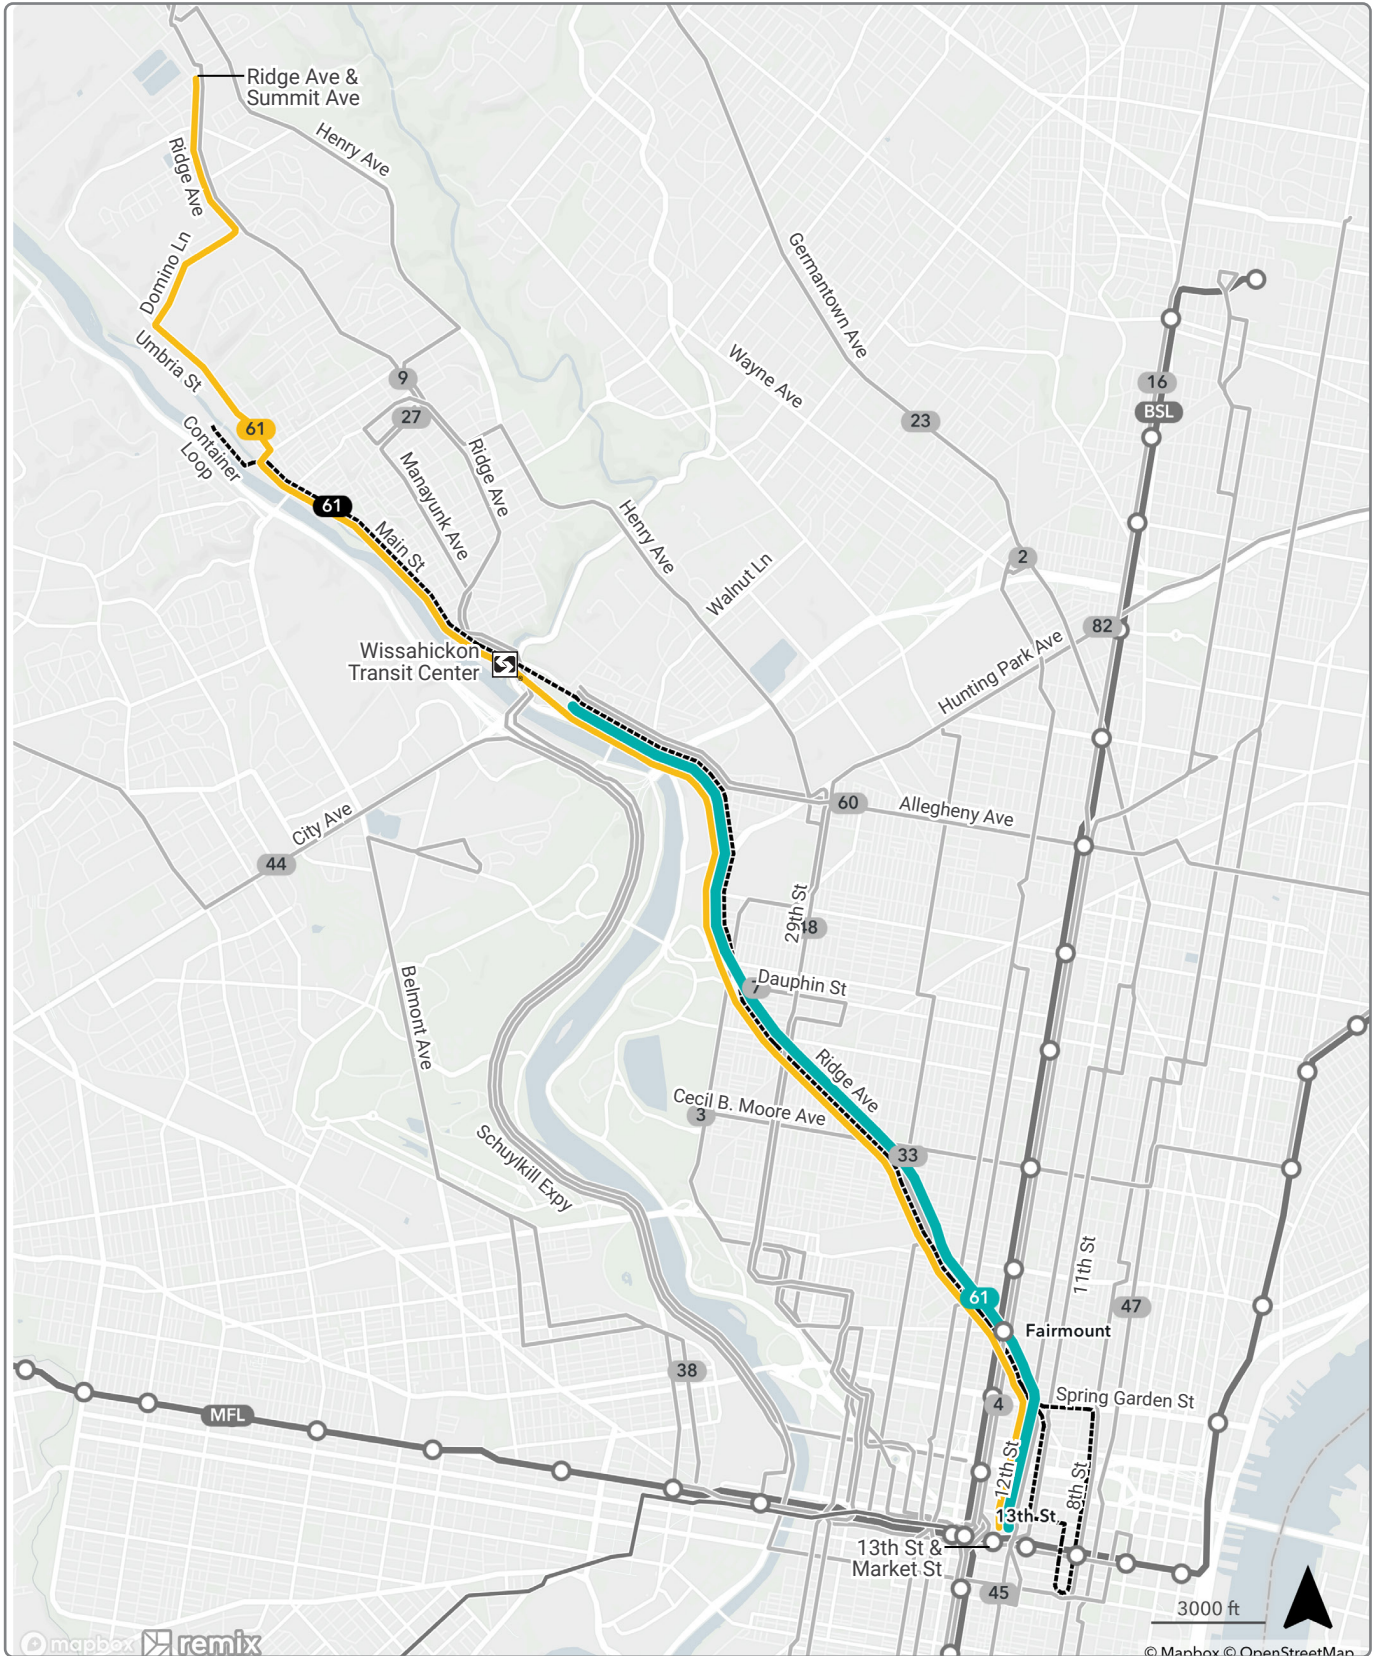 Ridge Ave &
Summit Ave
Henry Ave
Ridge Ave
Domino Ln
Germantown Ave
Umbria St
Wayne Ave
9
16
BSL
27
23
61
Container
Loop
Ridge Ave
Manayunk Ave
61
Main St
Henry Ave
2
Walnut Ln
82
Wissahickon
Transit Center
Hunting Park Ave
60
Allegheny Ave
City Ave
44
29th St
48
Dauphin St
7
Belmont Ave
Ridge Ave
Cecil B. Moore Ave
3
33
Schuylkill Expy
11th St
61
47
Fairmount
38
Spring Garden St
4
MFL
12th St
8th St
13th St
13th St &
Market St
45
3000 ft
mapbox
remix
© Mapbox © OpenStreetMap